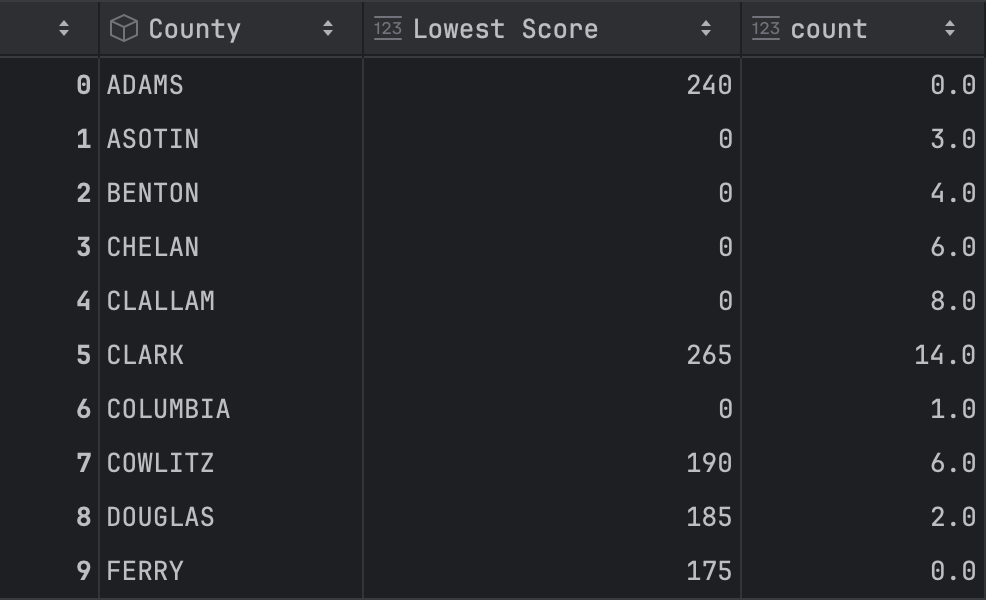 County 123 Lowest Score 123 count
0 ADAMS 240 0.0
1 ASOTIN 0 3.0
2 BENTON 0 4.0
3 CHELAN 0 6.0
4 CLALLAM 0 8.0
5 CLARK 265 14.0
6 COLUMBIA 0 1.0
7 COWLITZ 190 6.0
8 DOUGLAS 185 2.0
9 FERRY 175 0.0